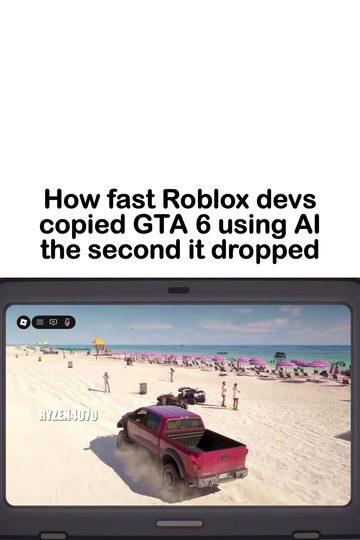 How fast Roblox devs
copied GTA 6 using AI
the second it dropped
RYZEN4070